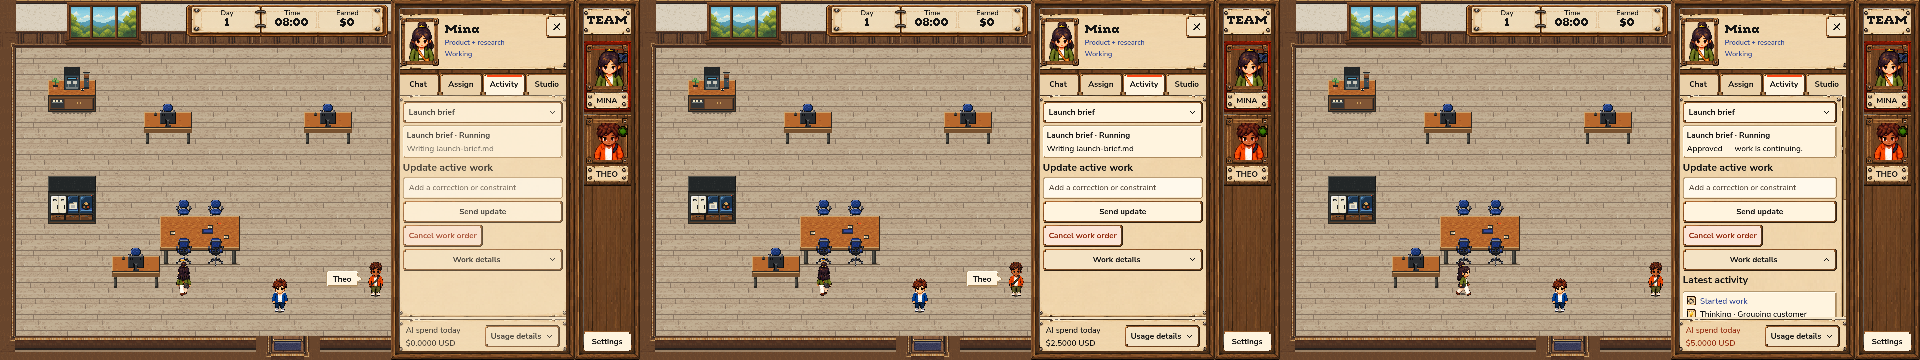 Day
1
Time
08:00
Earned
$0
Mina
Product + research
Working
Chat
Assign
Activity
Studio
Launch brief
Launch brief · Running
Writing launch-brief.md
Update active work
Add a correction or constraint
Send update
Cancel work order
Work details
AI spend today
$0.0000 USD
Usage details
TEAM
MINA
THEO
Settings
Theo
Day
1
Time
08:00
Earned
$0
Mina
Product + research
Working
Chat
Assign
Activity
Studio
Launch brief
Launch brief · Running
Writing launch-brief.md
Update active work
Add a correction or constraint
Send update
Cancel work order
Work details
AI spend today
$2.5000 USD
Usage details
TEAM
MINA
THEO
Settings
Theo
Day
1
Time
08:00
Earned
$0
Mina
Product + research
Working
Chat
Assign
Activity
Studio
Launch brief
Launch brief · Running
Approved work is continuing.
Update active work
Add a correction or constraint
Send update
Cancel work order
Work details
Latest activity
Started work
Thinking · Grouping customer
AI spend today
$5.0000 USD
Usage details
TEAM
MINA
THEO
Settings